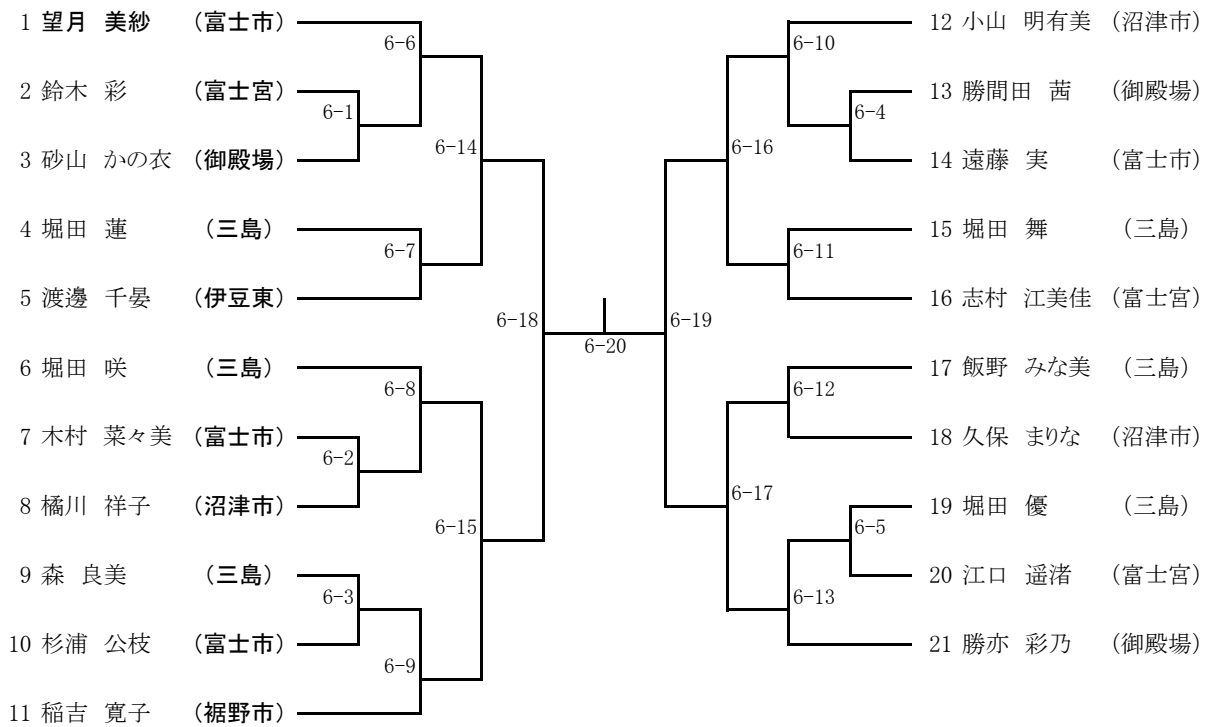 1 望月 美紗 （富士市）
6-6
2 鈴木 彩 （富士宮）
6-1
3 砂山 かの衣 （御殿場）
6-14
4 堀田 蓮 （三島）
6-7
5 渡邊 千晏 （伊豆東）
6-18
6 堀田 咲 （三島）
6-8
7 木村 菜々美 （富士市）
6-2
8 橘川 祥子 （沼津市）
6-15
9 森 良美 （三島）
6-3
10 杉浦 公枝 （富士市）
6-9
11 稲吉 寛子 （裾野市）
6-20
12 小山 明有美 （沼津市）
6-10
13 勝間田 茜 （御殿場）
6-4
14 遠藤 実 （富士市）
6-16
15 堀田 舞 （三島）
6-11
16 志村 江美佳 （富士宮）
6-19
17 飯野 みな美 （三島）
6-12
18 久保 まりな （沼津市）
6-17
19 堀田 優 （三島）
6-5
20 江口 遥渚 （富士宮）
6-13
21 勝亦 彩乃 （御殿場）